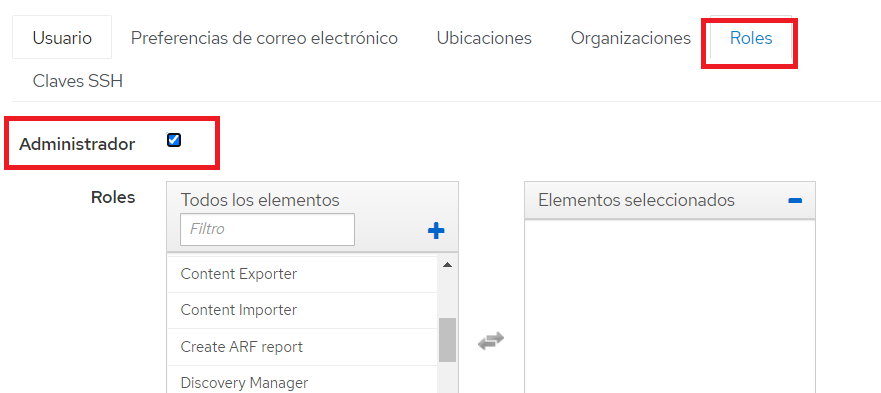 Usuario Preferencias de correo electrónico Ubicaciones Organizaciones Roles
Claves SSH
Administrador
Roles Todos los elementos Elementos seleccionados
Filtro
Content Exporter
Content Importer
Create ARF report
Discovery Manager